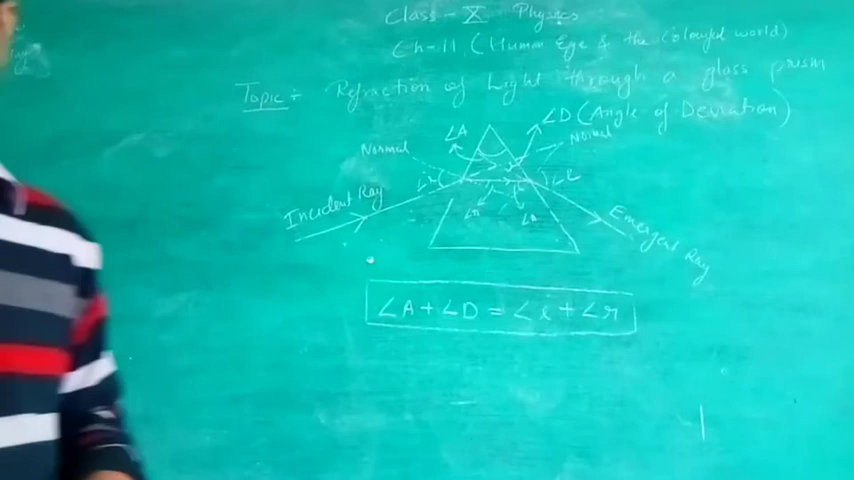 Class - X Physics
Ch-11 (Human Eye & the Colourful world)
Topic :- Refraction of Light through a glass prism
∠A
∠D (Angle of Deviation)
Normal
Normal
∠i
∠e
Incident Ray
∠r
Emergent Ray
∠A + ∠D = ∠i + ∠r